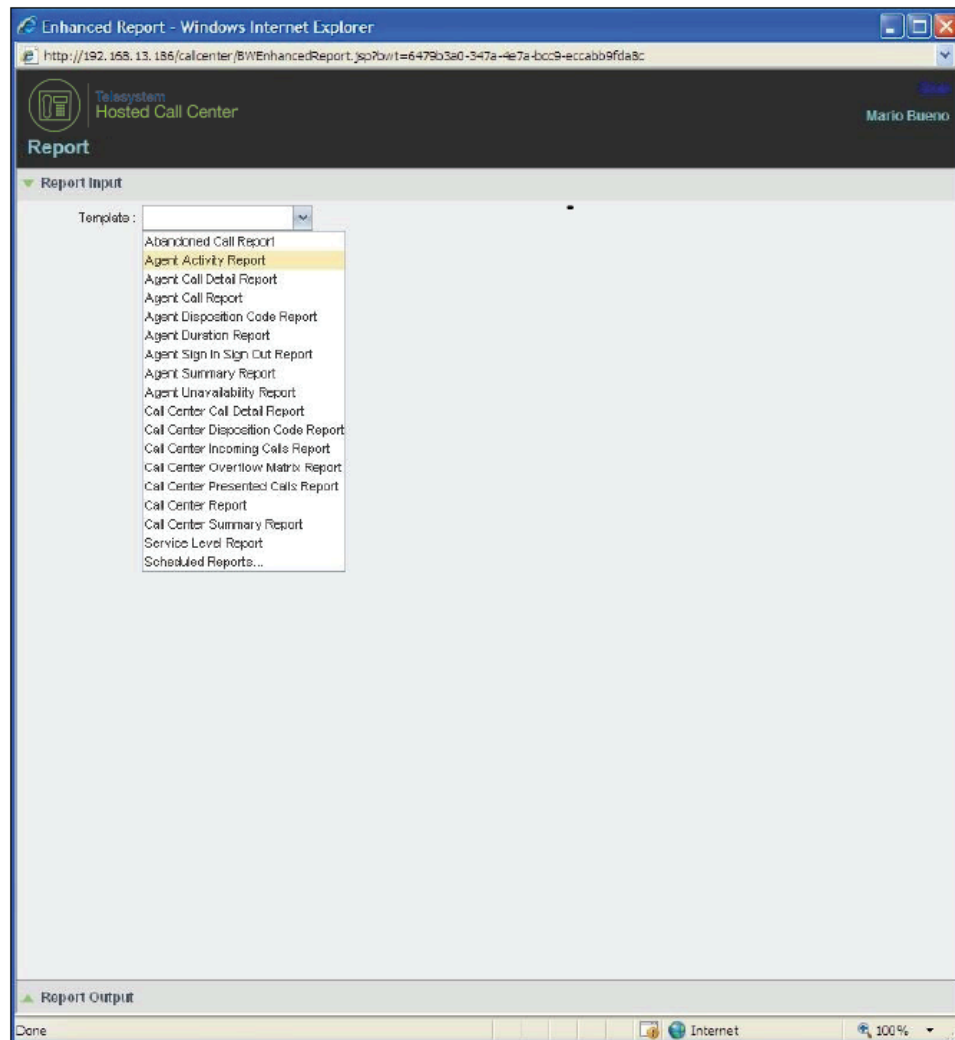 Enhanced Report - Windows Internet Explorer
http://192.168.13.186/callcenter/BWEnhancedReport.jsp?bwt=6479b3a0-347a-4e7a-bcc9-eccabb9fda8c
Telesystem
Hosted Call Center
Mario Bueno
Report
Report Input
Template :
Abandoned Call Report
Agent Activity Report
Agent Call Detail Report
Agent Call Report
Agent Disposition Code Report
Agent Duration Report
Agent Sign In Sign Out Report
Agent Summary Report
Agent Unavailability Report
Call Center Call Detail Report
Call Center Disposition Code Report
Call Center Incoming Calls Report
Call Center Overflow Matrix Report
Call Center Presented Calls Report
Call Center Report
Call Center Summary Report
Service Level Report
Scheduled Reports...
Report Output
Done
Internet
100%